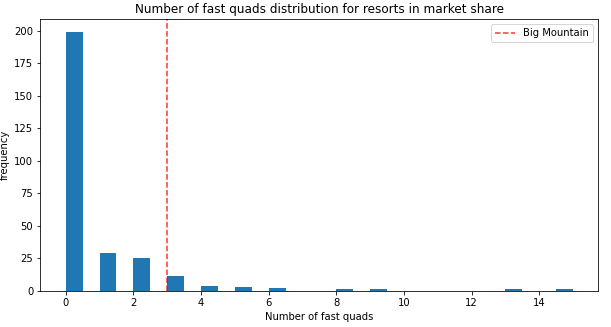 Number of fast quads distribution for resorts in market share
Big Mountain
200
175
150
125
100
75
50
25
0
frequency
0 2 4 6 8 10 12 14
Number of fast quads